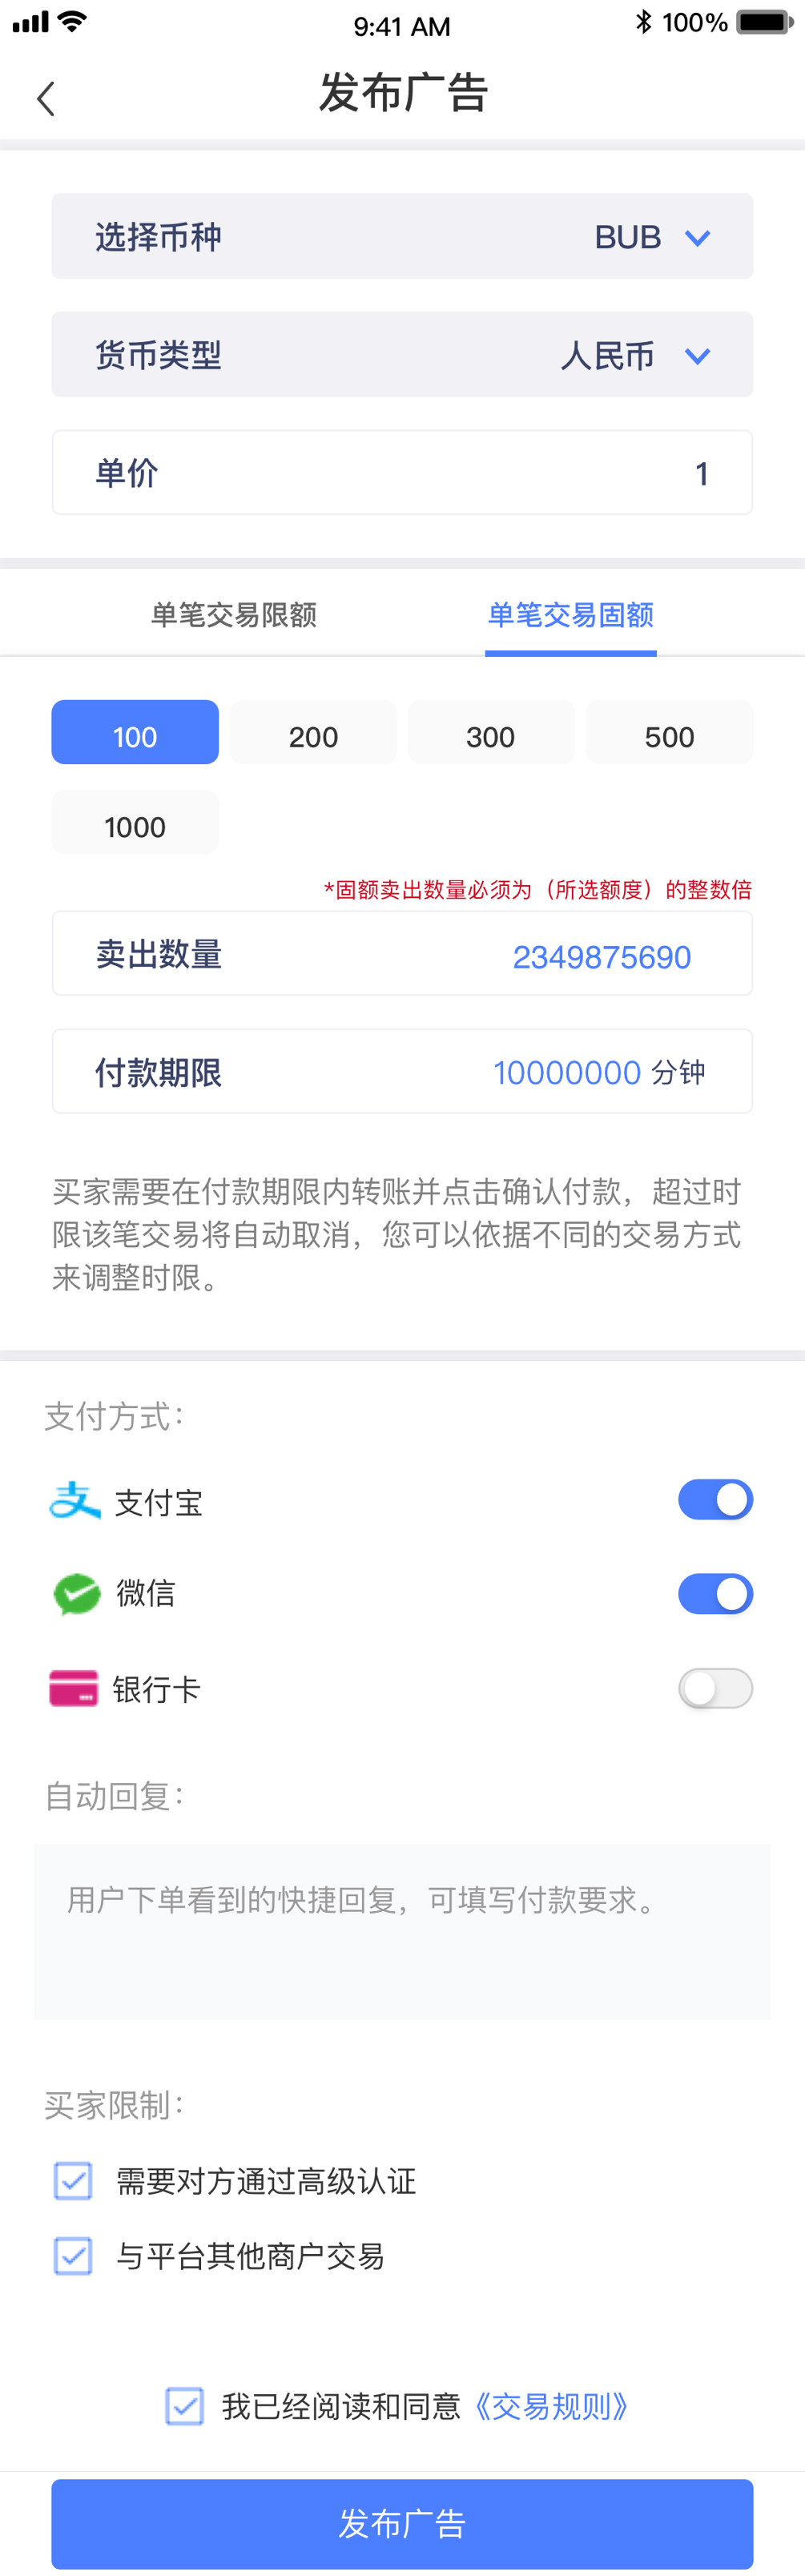 9:41 AM
100%
发布广告
选择币种 BUB
货币类型 人民币
单价 1
单笔交易限额 单笔交易固额
100 200 300 500
1000
*固额卖出数量必须为（所选额度）的整数倍
卖出数量 2349875690
付款期限 10000000 分钟
买家需要在付款期限内转账并点击确认付款，超过时
限该笔交易将自动取消，您可以依据不同的交易方式
来调整时限。
支付方式：
支付宝
微信
银行卡
自动回复：
用户下单看到的快捷回复，可填写付款要求。
买家限制：
需要对方通过高级认证
与平台其他商户交易
我已经阅读和同意《交易规则》
发布广告